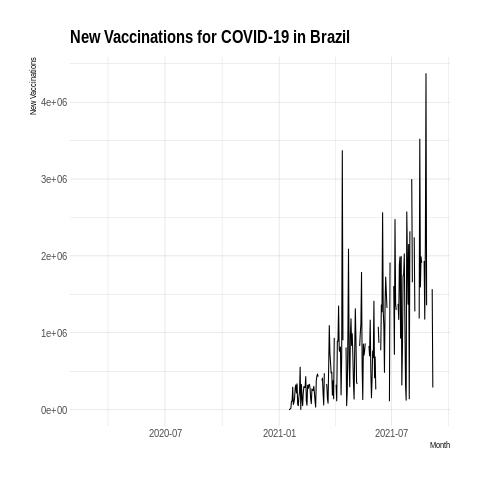 New Vaccinations for COVID-19 in Brazil
New Vaccinations
4e+06
3e+06
2e+06
1e+06
0e+00
2020-07
2021-01
2021-07
Month